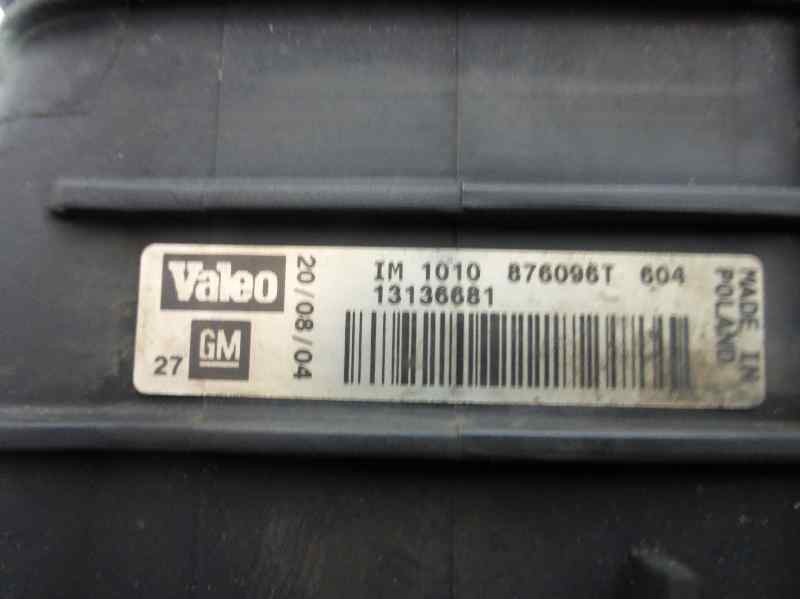 Valeo
GM
27
20/08/04
IM 1010 876096T 604
13136681
MADE IN
POLAND